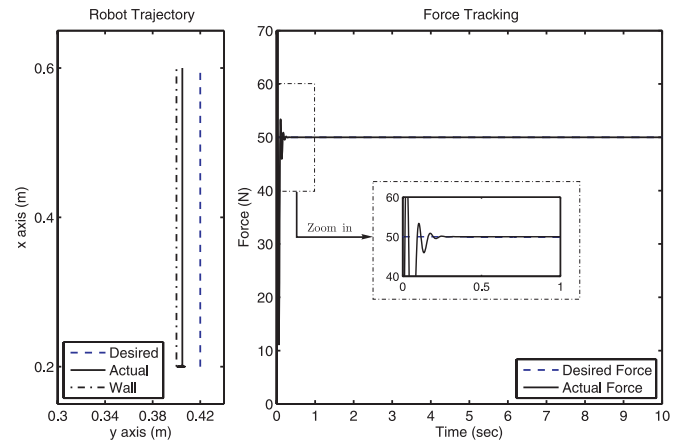 Robot Trajectory
0.6
0.4
0.2
x axis (m)
Desired
Actual
Wall
0.3
0.34
0.38
0.42
y axis (m)
Force Tracking
70
60
50
40
30
20
10
0
Force (N)
Zoom in
60
50
40
0
0.5
1
Desired Force
Actual Force
0
1
2
3
4
5
6
7
8
9
10
Time (sec)